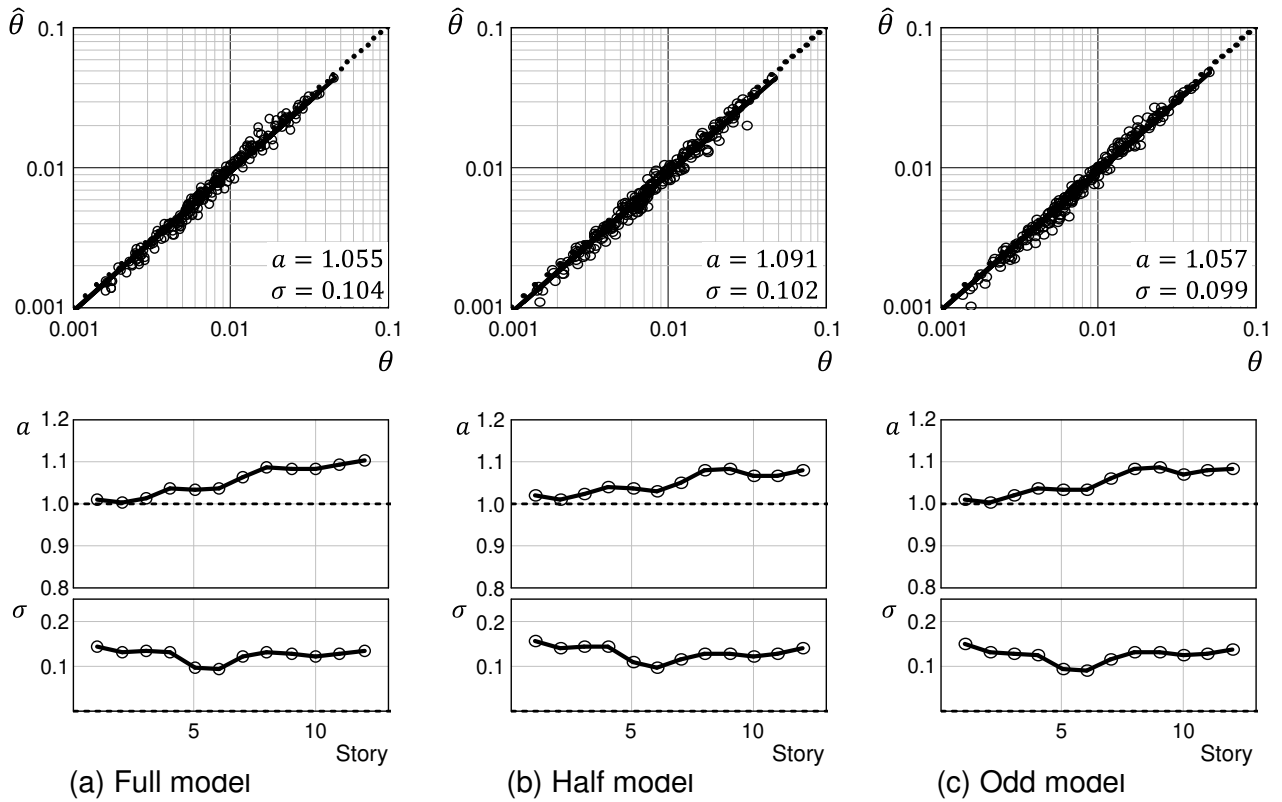 θ̂ 0.1
0.01
0.001
0.001 0.01 0.1
θ
a = 1.055
σ = 0.104
θ̂ 0.1
0.01
0.001
0.001 0.01 0.1
θ
a = 1.091
σ = 0.102
θ̂ 0.1
0.01
0.001
0.001 0.01 0.1
θ
a = 1.057
σ = 0.099
a 1.2
1.1
1.0
0.9
0.8
σ 0.2
0.1
5 10
Story
a 1.2
1.1
1.0
0.9
0.8
σ 0.2
0.1
5 10
Story
a 1.2
1.1
1.0
0.9
0.8
σ 0.2
0.1
5 10
Story
(a) Full model
(b) Half model
(c) Odd model